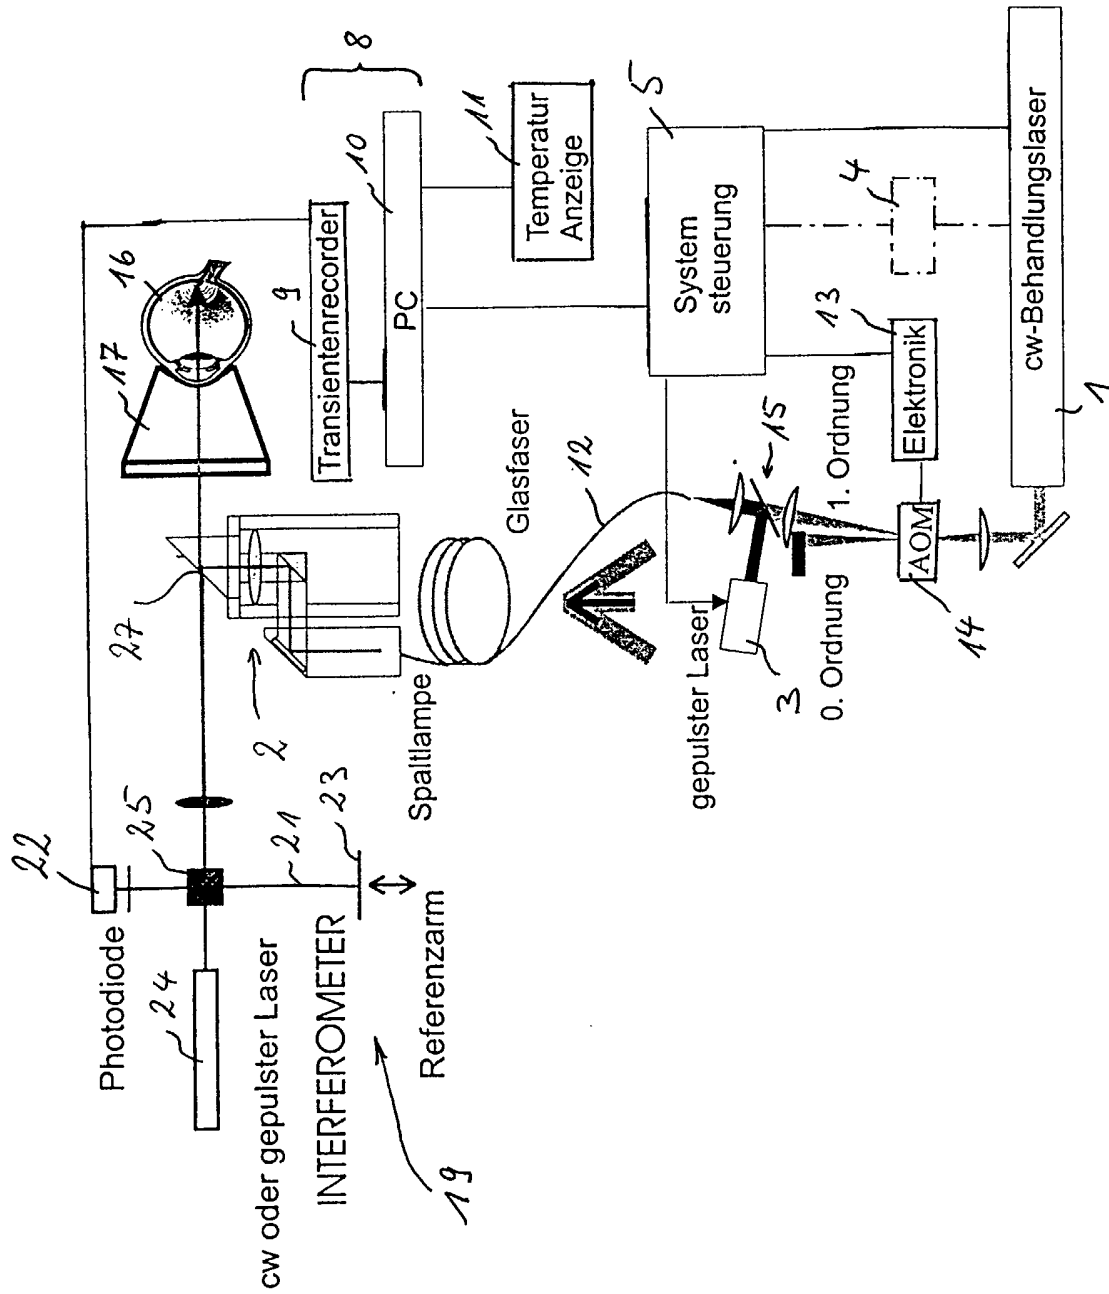 Photodiode
22
24
25
cw oder gepulster Laser
INTERFEROMETER
21
23
Referenzarm
19
27
2
Spaltlampe
17
16
Glasfaser
12
Transientenrecorder
9
PC
10
8
Temperatur
Anzeige
11
System
steuerung
5
gepulster Laser
3
15
0. Ordnung
1. Ordnung
AOM
14
Elektronik
13
4
cw-Behandlungslaser
1